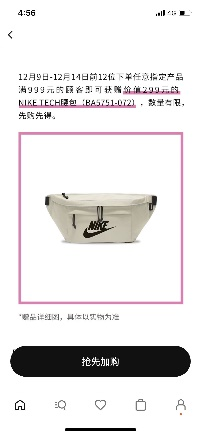 4:56
4G
12月9日-12月14日前12位下单任意指定产品
满999元的顾客即可获赠价值299元的
NIKE TECH腰包（BA5751-072），数量有限，
先购先得。
NIKE
*赠品详细图，具体以实物为准
抢先加购